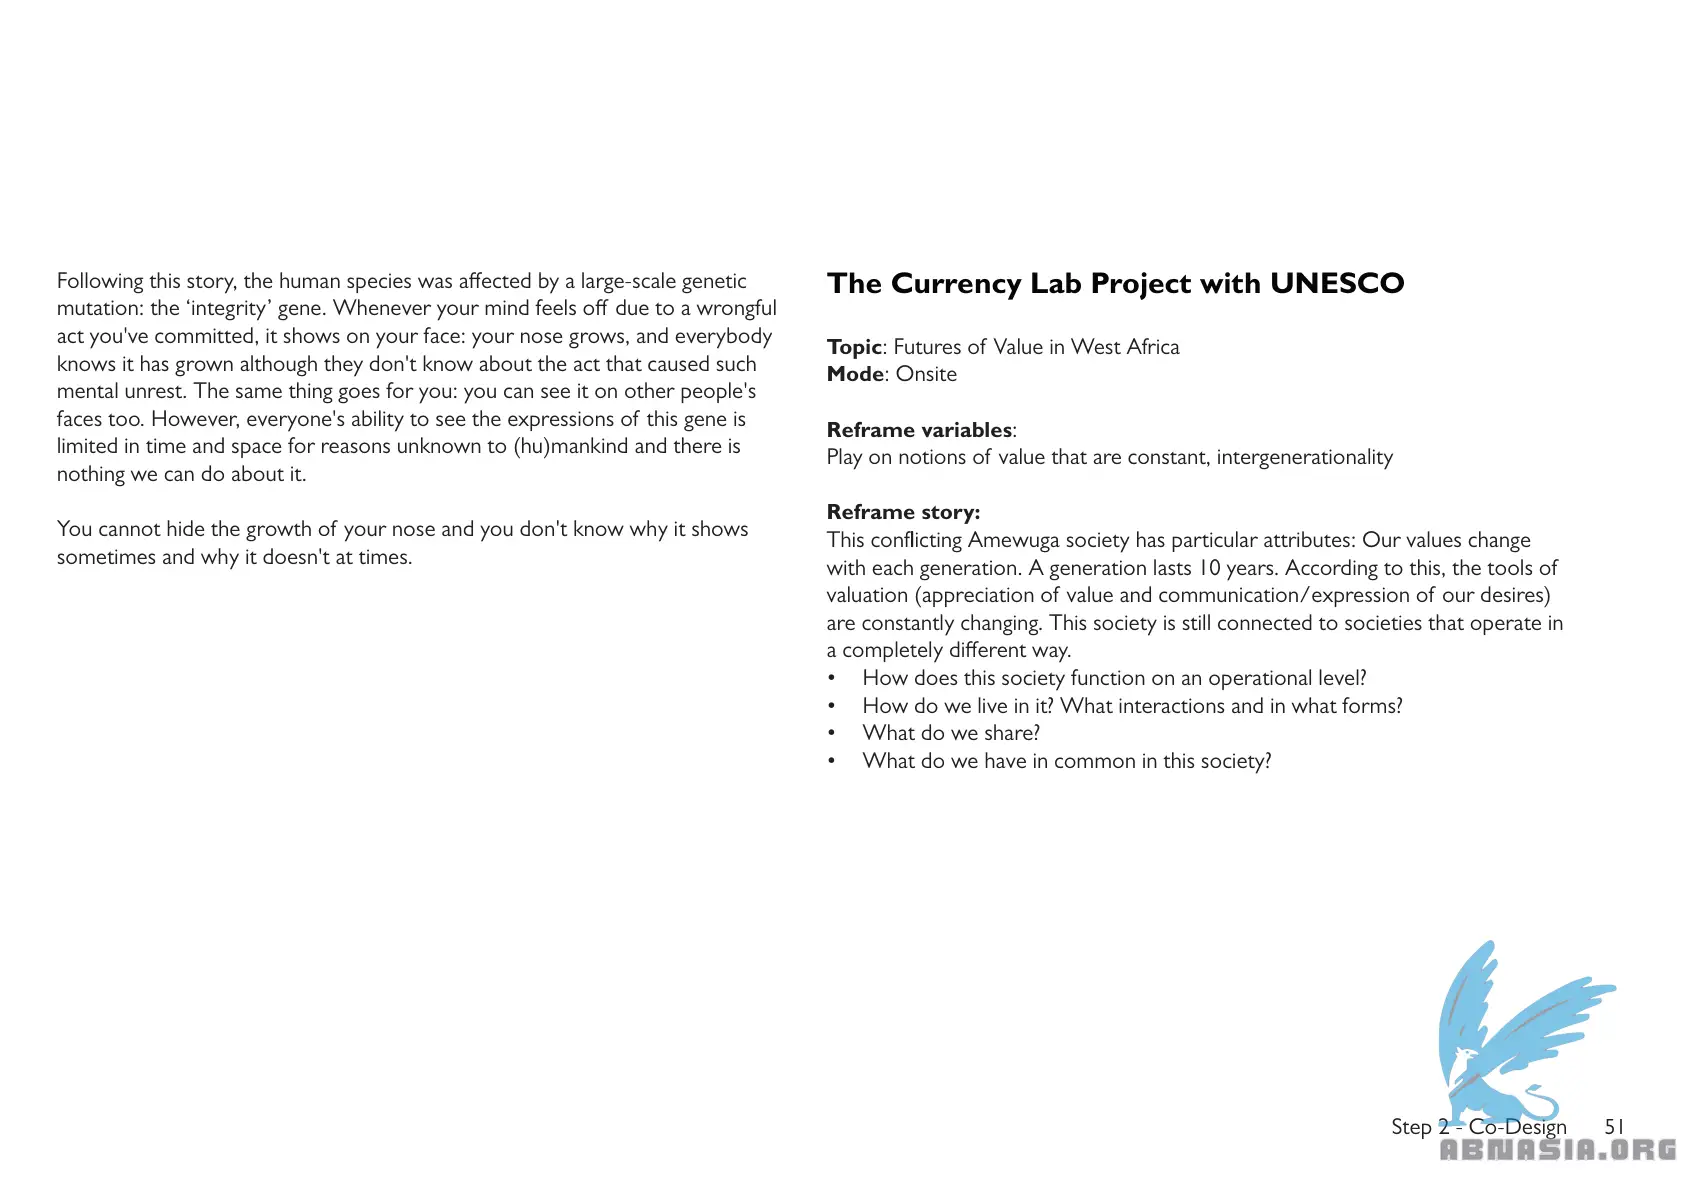 Following this story, the human species was affected by a large-scale genetic
mutation: the ‘integrity’ gene. Whenever your mind feels off due to a wrongful
act you've committed, it shows on your face: your nose grows, and everybody
knows it has grown although they don't know about the act that caused such
mental unrest. The same thing goes for you: you can see it on other people's
faces too. However, everyone's ability to see the expressions of this gene is
limited in time and space for reasons unknown to (hu)mankind and there is
nothing we can do about it.
You cannot hide the growth of your nose and you don't know why it shows
sometimes and why it doesn't at times.
The Currency Lab Project with UNESCO
Topic: Futures of Value in West Africa
Mode: Onsite
Reframe variables:
Play on notions of value that are constant, intergenerationality
Reframe story:
This conflicting Amewuga society has particular attributes: Our values change
with each generation. A generation lasts 10 years. According to this, the tools of
valuation (appreciation of value and communication/expression of our desires)
are constantly changing. This society is still connected to societies that operate in
a completely different way.
• How does this society function on an operational level?
• How do we live in it? What interactions and in what forms?
• What do we share?
• What do we have in common in this society?
Step 2 - Co-Design 51
ABNASIA.ORG